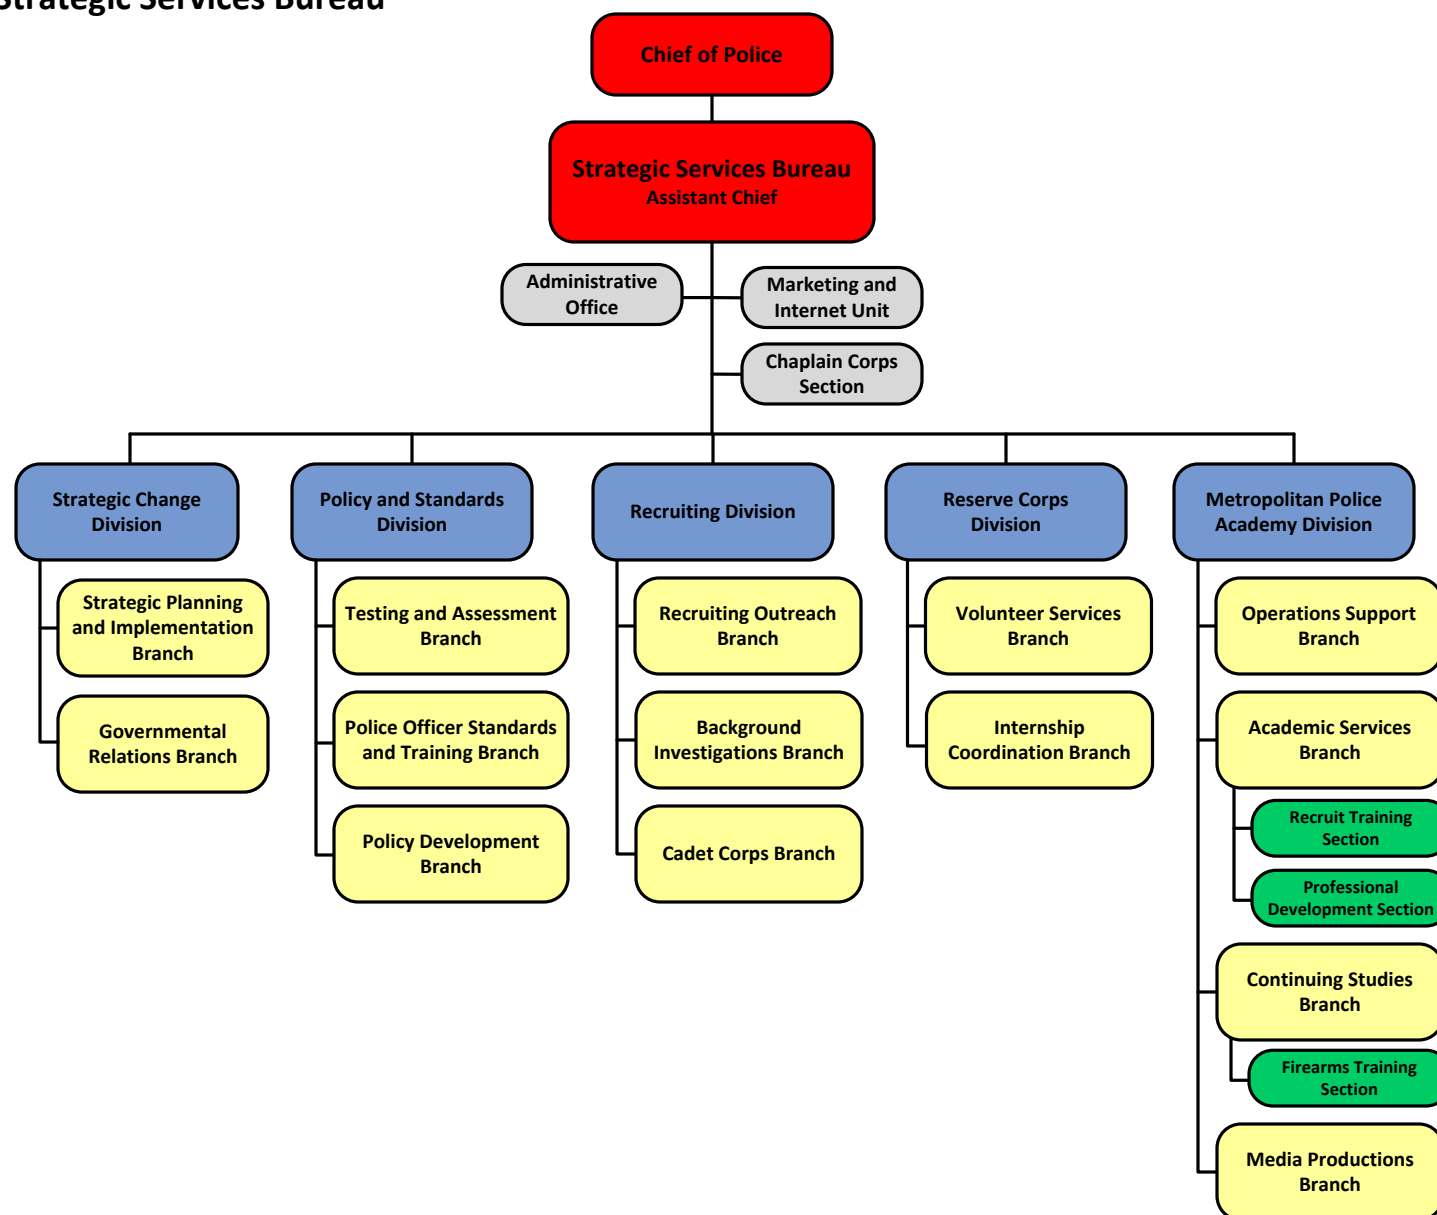 Strategic Services Bureau
Chief of Police
Strategic Services Bureau
Assistant Chief
Administrative
Office
Marketing and
Internet Unit
Chaplain Corps
Section
Strategic Change
Division
Policy and Standards
Division
Recruiting Division
Reserve Corps
Division
Metropolitan Police
Academy Division
Strategic Planning
and Implementation
Branch
Governmental
Relations Branch
Testing and Assessment
Branch
Police Officer Standards
and Training Branch
Policy Development
Branch
Recruiting Outreach
Branch
Background
Investigations Branch
Cadet Corps Branch
Volunteer Services
Branch
Internship
Coordination Branch
Operations Support
Branch
Academic Services
Branch
Recruit Training
Section
Professional
Development Section
Continuing Studies
Branch
Firearms Training
Section
Media Productions
Branch